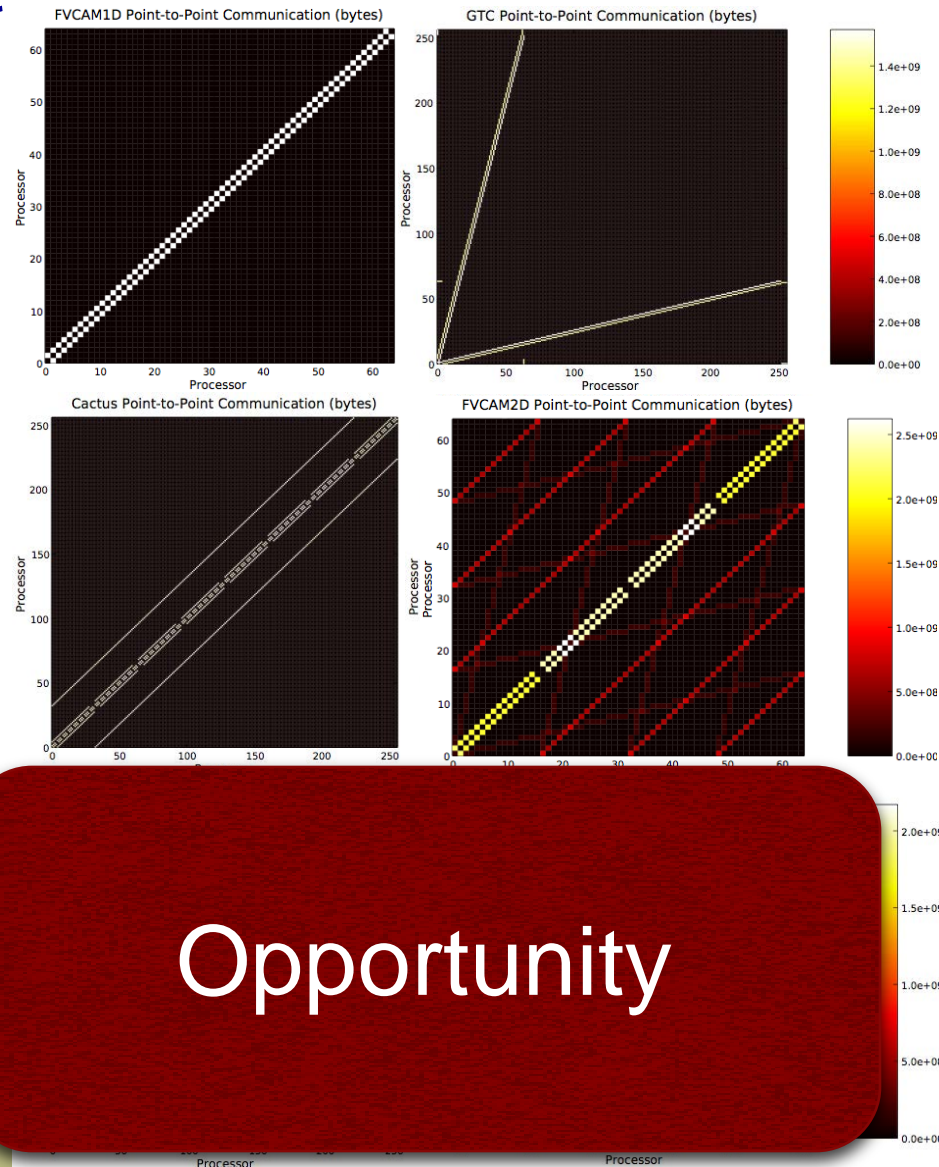 FVCAM1D Point-to-Point Communication (bytes)
60
50
40
30
20
10
0
0 10 20 30 40 50 60
Processor
Processor
GTC Point-to-Point Communication (bytes)
250
200
150
100
50
0
0 50 100 150 200 250
Processor
Processor
1.4e+09
1.2e+09
1.0e+09
8.0e+08
6.0e+08
4.0e+08
2.0e+08
0.0e+00
Cactus Point-to-Point Communication (bytes)
250
200
150
100
50
0
0 50 100 150 200 250
Processor
FVCAM2D Point-to-Point Communication (bytes)
60
50
40
30
20
10
0
0 10 20 30 40 50 60
Processor
Processor
2.5e+09
2.0e+09
1.5e+09
1.0e+09
5.0e+08
0.0e+00
Opportunity
2.0e+09
1.5e+09
1.0e+09
5.0e+08
0.0e+00
Processor
Processor